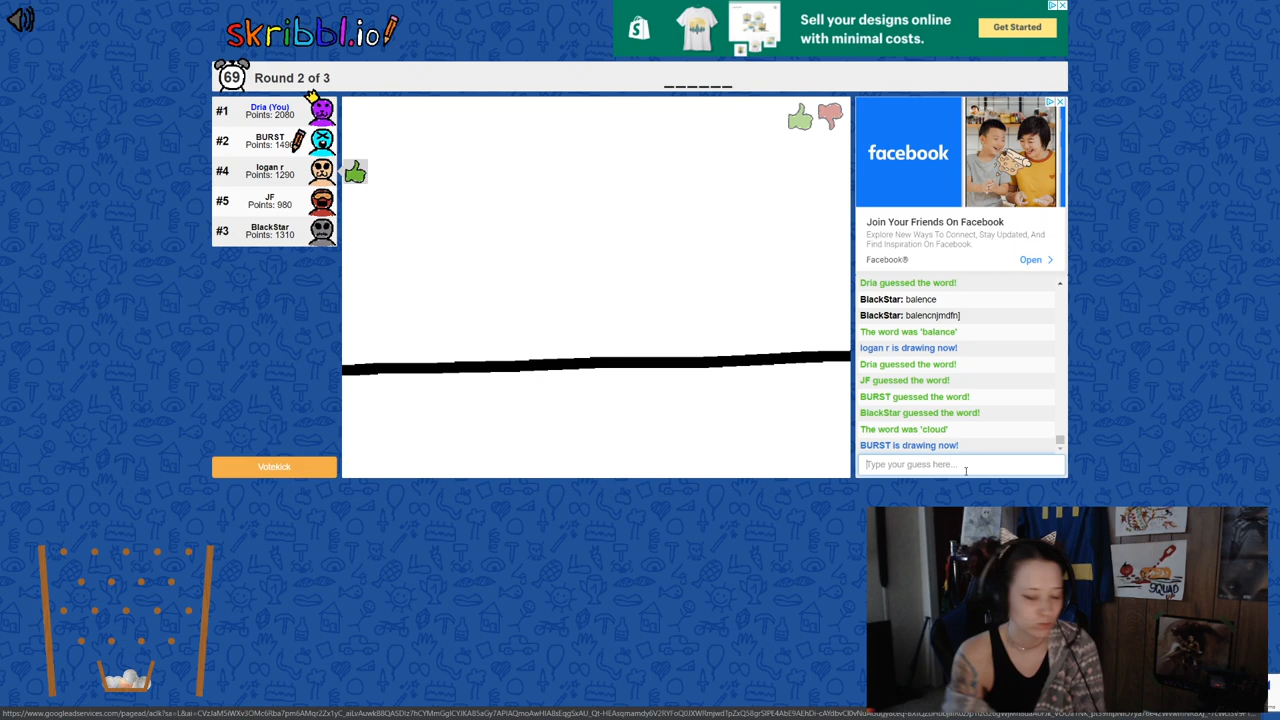 skribbl.io
Sell your designs online
with minimal costs.
Get Started
69
Round 2 of 3
_ _ _ _ _ _
#1
Dria (You)
Points: 2080
#2
BURST
Points: 1490
#4
logan r
Points: 1290
#5
JF
Points: 980
#3
BlackStar
Points: 1310
Votekick
facebook
Join Your Friends On Facebook
Explore New Ways To Connect, Stay Updated, And
Find Inspiration On Facebook.
Facebook®
Open
Dria guessed the word!
BlackStar: balence
BlackStar: balencnjmdfn]
The word was 'balance'
logan r is drawing now!
Dria guessed the word!
JF guessed the word!
BURST guessed the word!
BlackStar guessed the word!
The word was 'cloud'
BURST is drawing now!
Type your guess here...
SQUAD